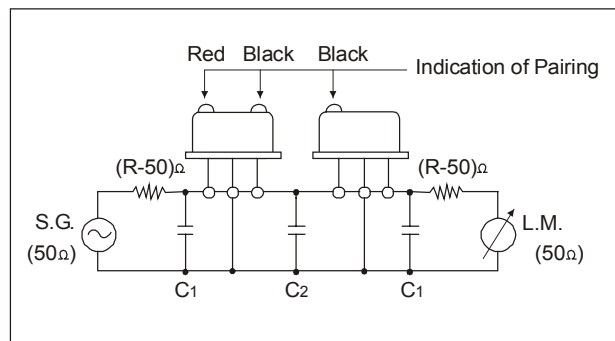 Red Black Black
Indication of Pairing
(R-50)Ω (R-50)Ω
S.G.
(50Ω)
L.M.
(50Ω)
C1 C2 C1